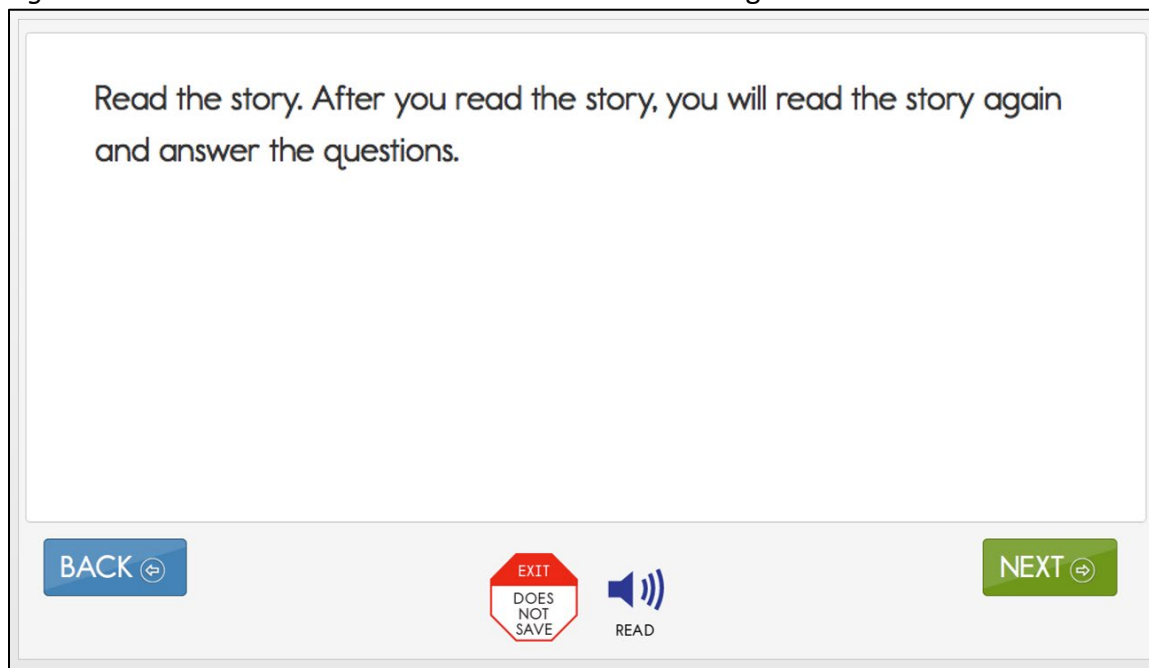 Read the story. After you read the story, you will read the story again
and answer the questions.
BACK
EXIT
DOES
NOT
SAVE
READ
NEXT